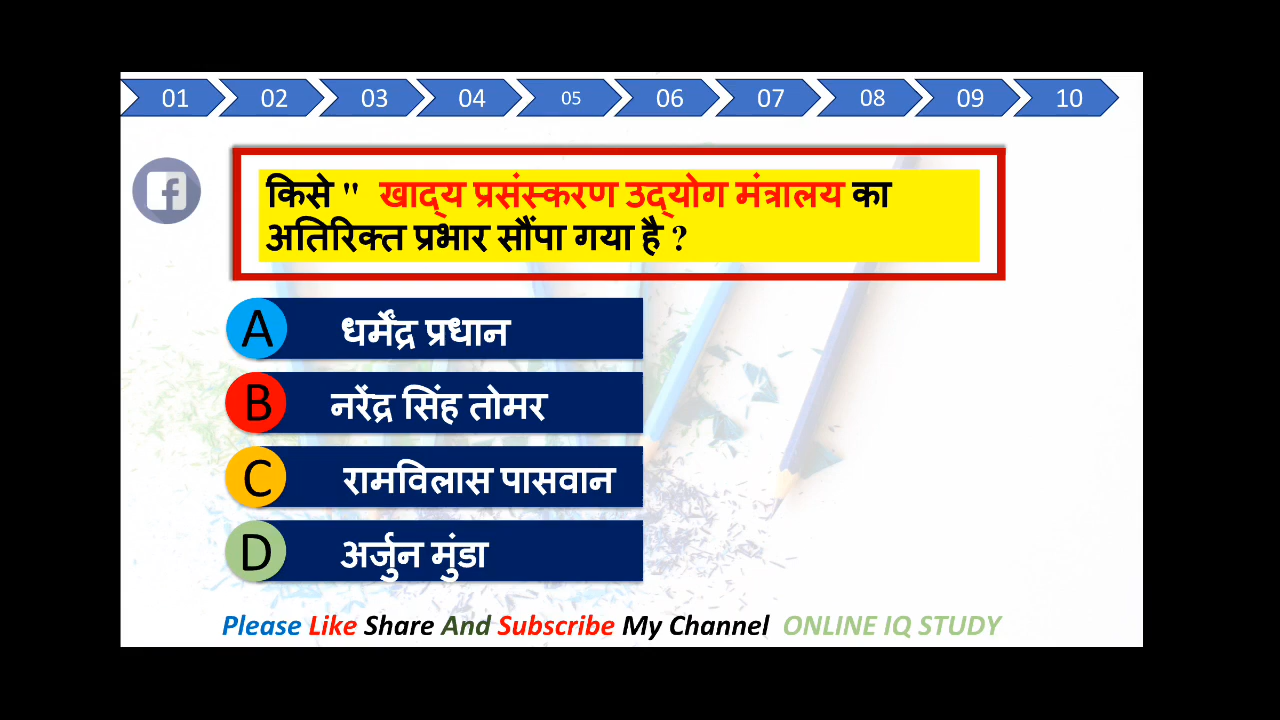 01 02 03 04 05 06 07 08 09 10
किसे " खाद्य प्रसंस्करण उद्योग मंत्रालय का
अतिरिक्त प्रभार सौंपा गया है ?
A धर्मेंद्र प्रधान
B नरेंद्र सिंह तोमर
C रामविलास पासवान
D अर्जुन मुंडा
Please Like Share And Subscribe My Channel ONLINE IQ STUDY